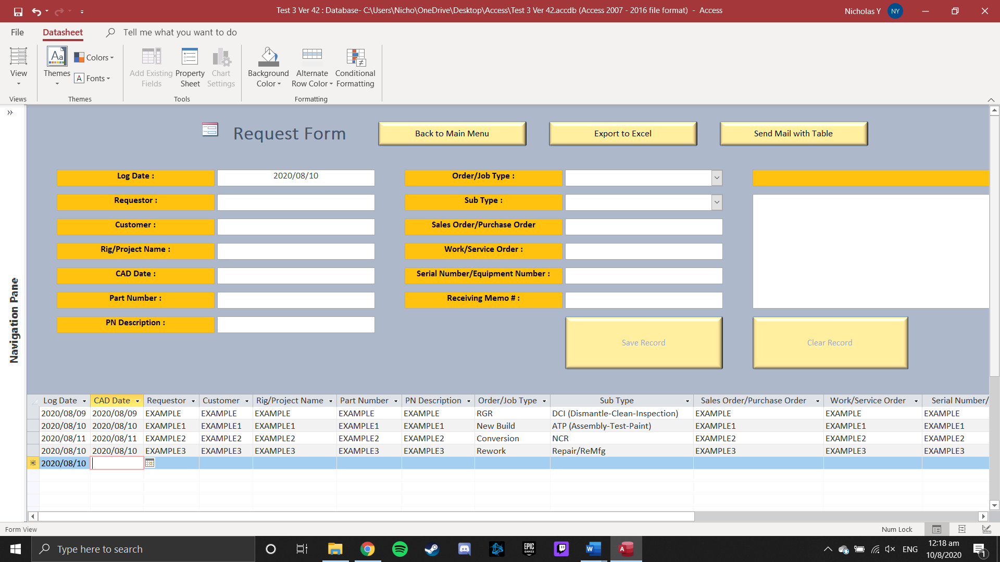 Test 3 Ver 42 : Database- C:\Users\Nicho\OneDrive\Desktop\Access\Test 3 Ver 42.accdb (Access 2007 - 2016 file format) - Access
Nicholas Y NY
File Datasheet Tell me what you want to do
View
Views
Aa
Themes
Colors
A Fonts
Themes
Add Existing Fields
Property Sheet
Chart Settings
Tools
Background Color
Alternate Row Color
Conditional Formatting
Formatting
Navigation Pane
Request Form
Back to Main Menu
Export to Excel
Send Mail with Table
Log Date : 2020/08/10
Requestor :
Customer :
Rig/Project Name :
CAD Date :
Part Number :
PN Description :
Order/Job Type :
Sub Type :
Sales Order/Purchase Order
Work/Service Order :
Serial Number/Equipment Number :
Receiving Memo # :
Save Record
Clear Record
Log Date CAD Date Requestor Customer Rig/Project Name Part Number PN Description Order/Job Type Sub Type Sales Order/Purchase Order Work/Service Order Serial Number/
2020/08/09 2020/08/09 EXAMPLE EXAMPLE EXAMPLE EXAMPLE EXAMPLE RGR DCI (Dismantle-Clean-Inspection) EXAMPLE EXAMPLE EXAMPLE
2020/08/10 2020/08/10 EXAMPLE1 EXAMPLE1 EXAMPLE1 EXAMPLE1 EXAMPLE1 New Build ATP (Assembly-Test-Paint) EXAMPLE1 EXAMPLE1 EXAMPLE1
2020/08/11 2020/08/11 EXAMPLE2 EXAMPLE2 EXAMPLE2 EXAMPLE2 EXAMPLE2 Conversion NCR EXAMPLE2 EXAMPLE2 EXAMPLE2
2020/08/10 2020/08/10 EXAMPLE3 EXAMPLE3 EXAMPLE3 EXAMPLE3 EXAMPLE3 Rework Repair/ReMfg EXAMPLE3 EXAMPLE3 EXAMPLE3
2020/08/10
Form View
Num Lock
Type here to search
EPIC GAMES
W
A
ENG
12:18 am
10/8/2020
1